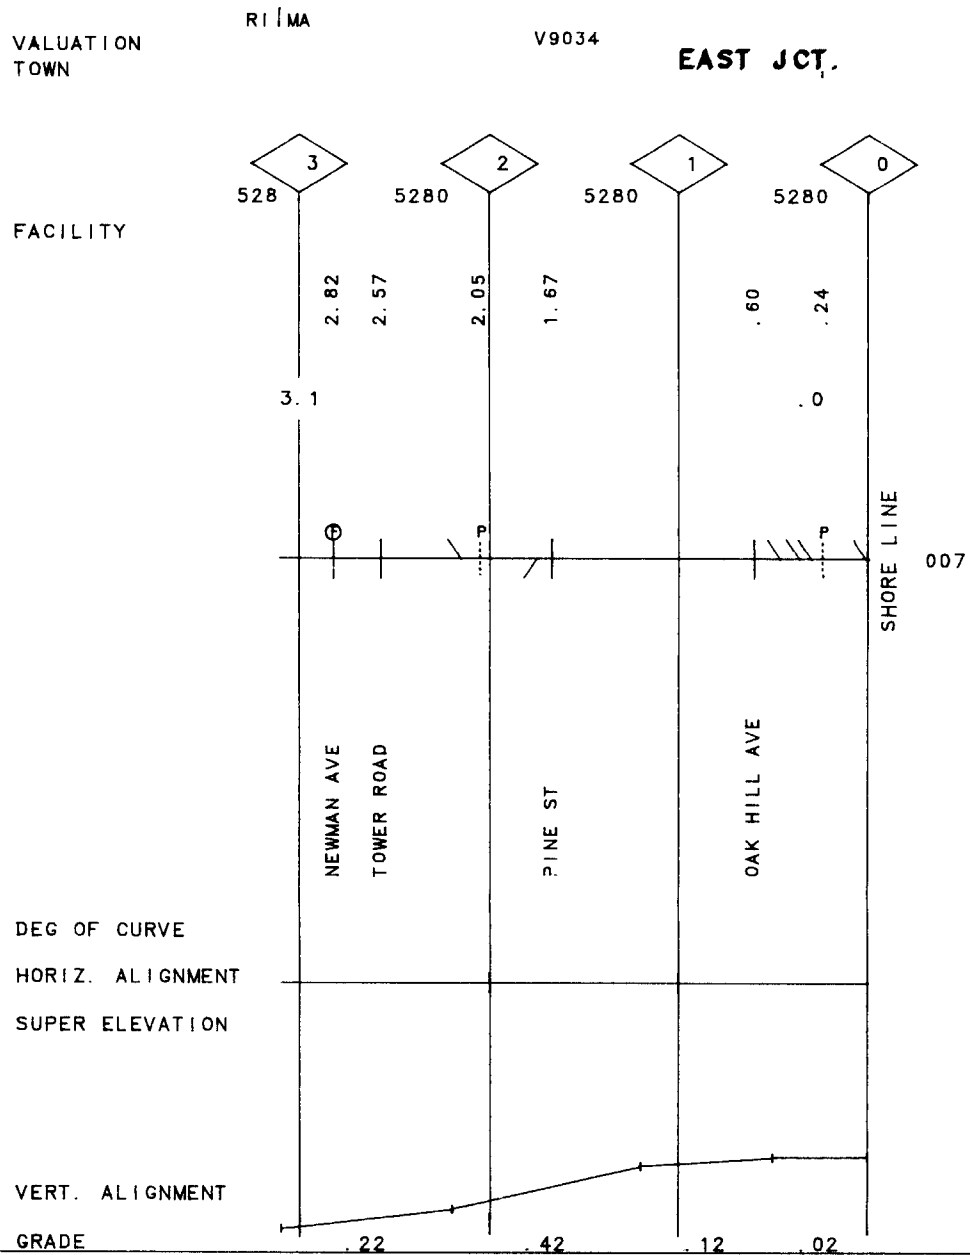 RI MA
VALUATION
V9034
TOWN
EAST JCT.
3
2
1
0
528
5280
5280
5280
FACILITY
2.82
2.57
2.05
1.67
.60
.24
3.1
.0
P
P
SHORE LINE
007
NEWMAN AVE
TOWER ROAD
PINE ST
OAK HILL AVE
DEG OF CURVE
HORIZ. ALIGNMENT
SUPER ELEVATION
VERT. ALIGNMENT
GRADE
.22
.42
.12
.02